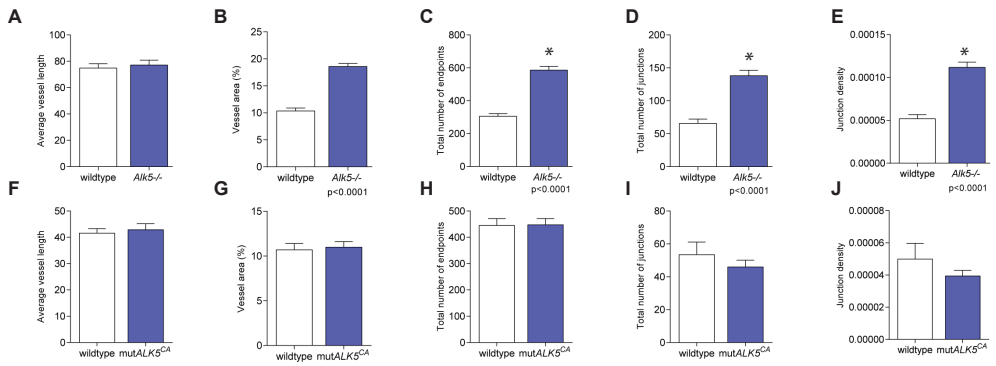 A
Average vessel length
100
80
60
40
20
0
wildtype
Alk5-/-
B
Vessel area (%)
25
20
15
10
5
0
wildtype
Alk5-/-
p<0.0001
C
Total number of endpoints
800
600
400
200
0
*
wildtype
Alk5-/-
p<0.0001
D
Total number of junctions
200
150
100
50
0
*
wildtype
Alk5-/-
p<0.0001
E
Junction density
0.00015
0.00010
0.00005
0.00000
*
wildtype
Alk5-/-
p<0.0001
F
Average vessel length
50
40
30
20
10
0
wildtype
mutALK5CA
G
Vessel area (%)
15
10
5
0
wildtype
mutALK5CA
H
Total number of endpoints
500
400
300
200
100
0
wildtype
mutALK5CA
I
Total number of junctions
80
60
40
20
0
wildtype
mutALK5CA
J
Junction density
0.00008
0.00006
0.00004
0.00002
0.00000
wildtype
mutALK5CA